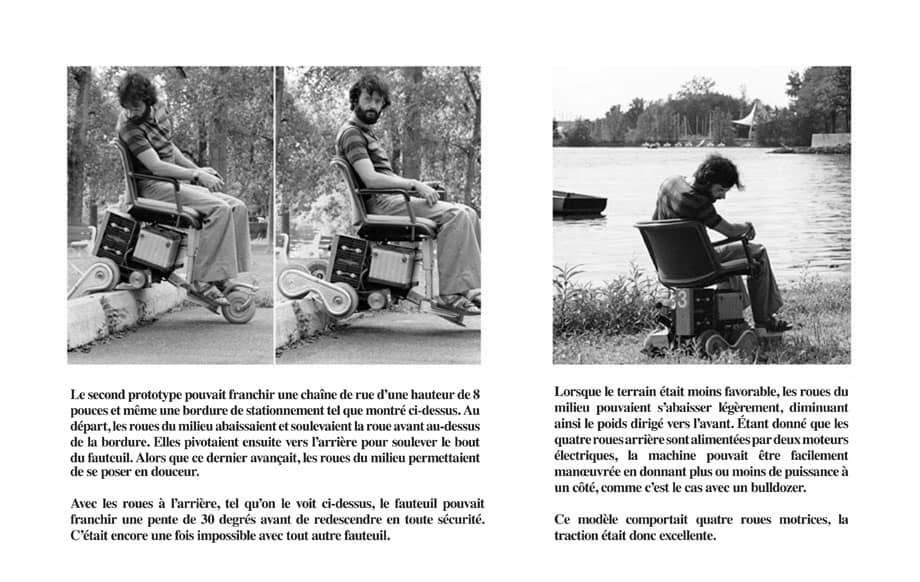 Le second prototype pouvait franchir une chaîne de rue d'une hauteur de 8
pouces et même une bordure de stationnement tel que montré ci-dessus. Au
départ, les roues du milieu abaissaient et soulevaient la roue avant au-dessus
de la bordure. Elles pivotaient ensuite vers l'arrière pour soulever le bout
du fauteuil. Alors que ce dernier avançait, les roues du milieu permettaient
de se poser en douceur.
Avec les roues à l'arrière, tel qu'on le voit ci-dessus, le fauteuil pouvait
franchir une pente de 30 degrés avant de redescendre en toute sécurité.
C'était encore une fois impossible avec tout autre fauteuil.
53
Lorsque le terrain était moins favorable, les roues du
milieu pouvaient s'abaisser légèrement, diminuant
ainsi le poids dirigé vers l'avant. Étant donné que les
quatre roues arrière sont alimentées par deux moteurs
électriques, la machine pouvait être facilement
manœuvrée en donnant plus ou moins de puissance à
un côté, comme c'est le cas avec un bulldozer.
Ce modèle comportait quatre roues motrices, la
traction était donc excellente.